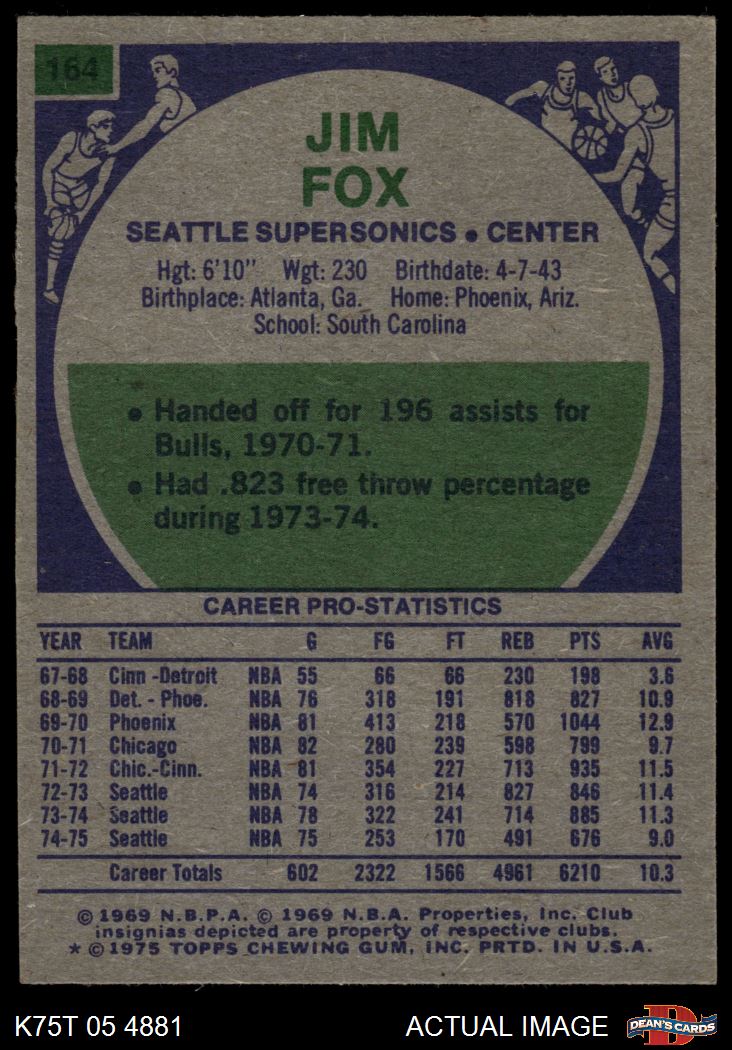 164
JIM
FOX
SEATTLE SUPERSONICS • CENTER
Hgt: 6'10" Wgt: 230 Birthdate: 4-7-43
Birthplace: Atlanta, Ga. Home: Phoenix, Ariz.
School: South Carolina
• Handed off for 196 assists for
Bulls, 1970-71.
• Had .823 free throw percentage
during 1973-74.
CAREER PRO-STATISTICS
YEAR TEAM G FG FT REB PTS AVG
67-68 Cinn-Detroit NBA 55 66 66 230 198 3.6
68-69 Det. - Phoe. NBA 76 318 191 818 827 10.9
69-70 Phoenix NBA 81 413 218 570 1044 12.9
70-71 Chicago NBA 82 280 239 598 799 9.7
71-72 Chic.-Cinn. NBA 81 354 227 713 935 11.5
72-73 Seattle NBA 74 316 214 827 846 11.4
73-74 Seattle NBA 78 322 241 714 885 11.3
74-75 Seattle NBA 75 253 170 491 676 9.0
Career Totals 602 2322 1566 4961 6210 10.3
© 1969 N.B.P.A. © 1969 N.B.A. Properties, Inc. Club
insignias depicted are property of respective clubs.
* © 1975 TOPPS CHEWING GUM, INC. PRTD. IN U.S.A.
K75T 05 4881 ACTUAL IMAGE D DEAN'S CARDS